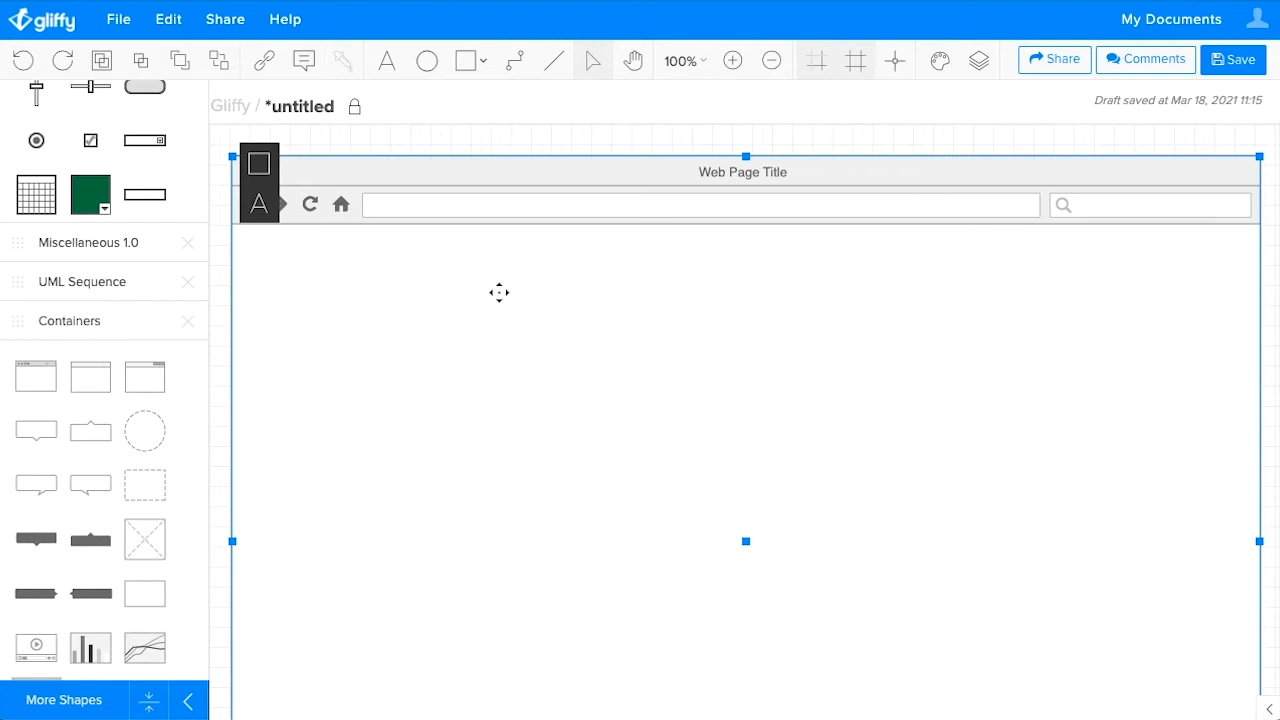 gliffy
File
Edit
Share
Help
My Documents
A
100%
Share
Comments
Save
Gliffy / *untitled
Draft saved at Mar 18, 2021 11:15
Web Page Title
A
Miscellaneous 1.0
UML Sequence
Containers
More Shapes